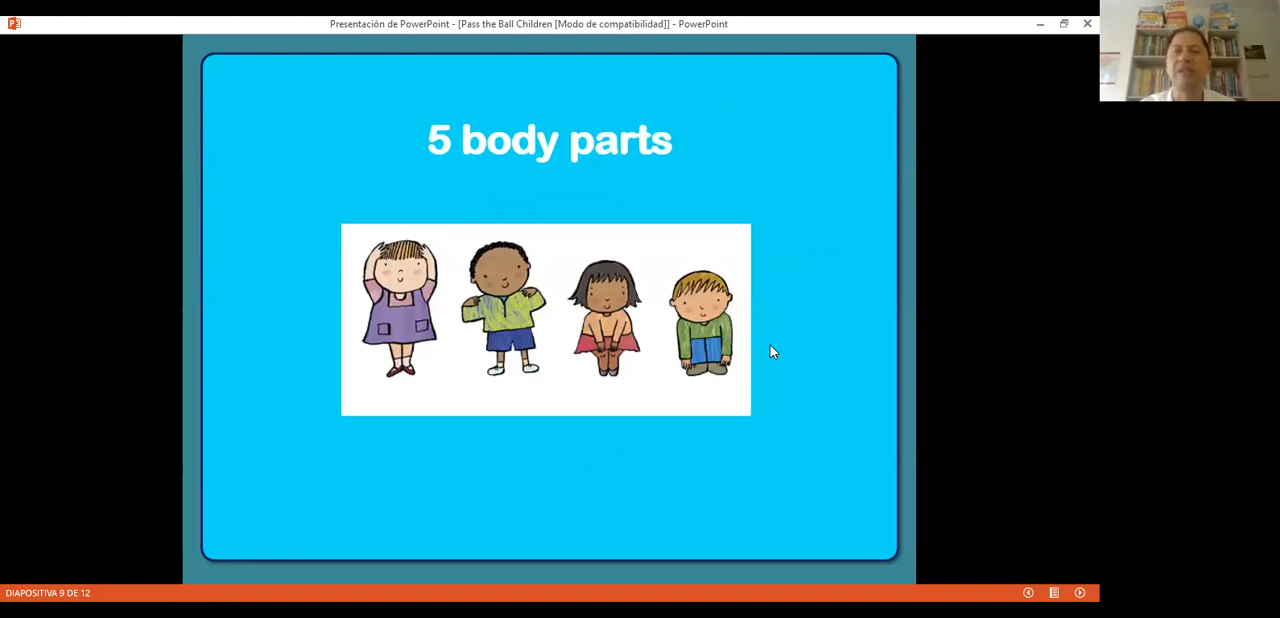 Presentación de PowerPoint - [Pass the Ball Children [Modo de compatibilidad]] - PowerPoint
5 body parts
DIAPOSITIVA 9 DE 12